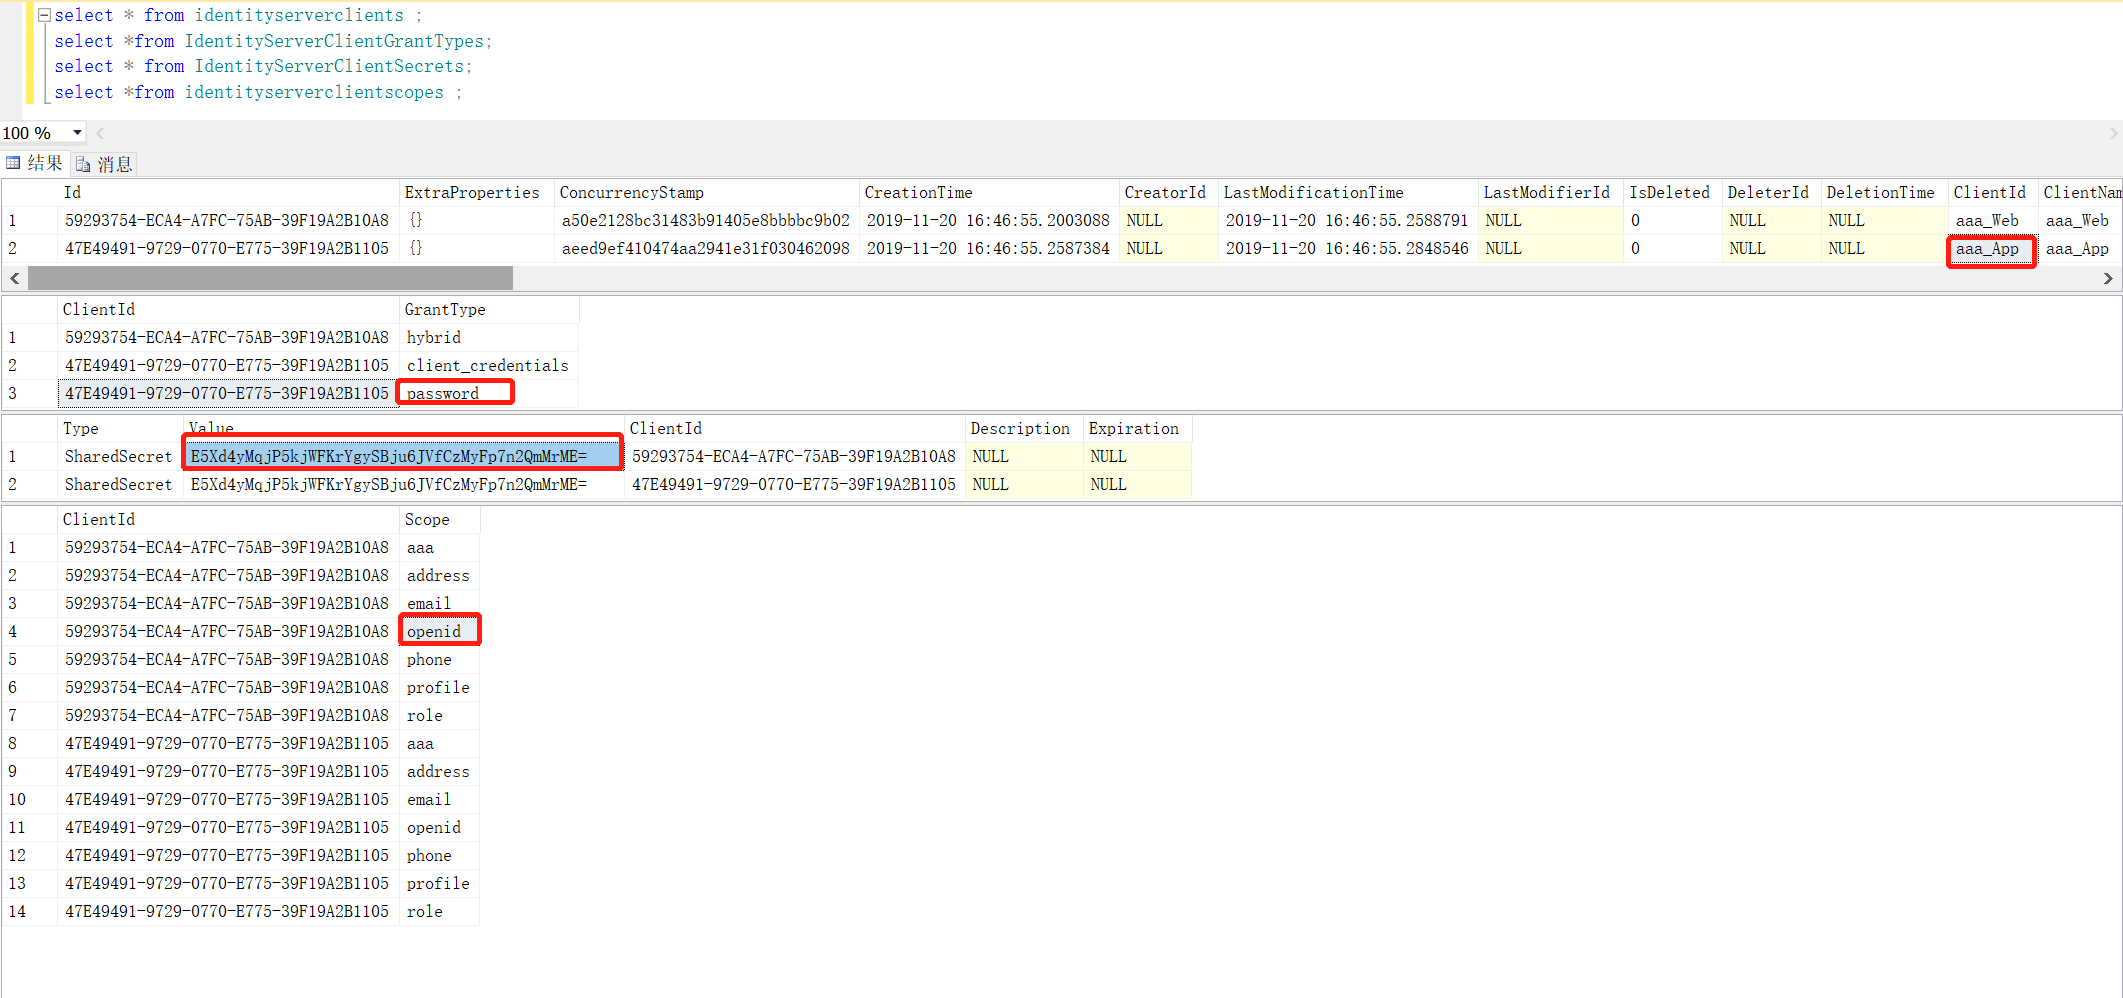 select * from identityserverclients ;
select *from IdentityServerClientGrantTypes;
select * from IdentityServerClientSecrets;
select *from identityserverclientscopes ;
100 %
结果 消息
Id ExtraProperties ConcurrencyStamp CreationTime CreatorId LastModificationTime LastModifierId IsDeleted DeleterId DeletionTime ClientId ClientNam
1 59293754-ECA4-A7FC-75AB-39F19A2B10A8 {} a50e2128bc31483b91405e8bbbbc9b02 2019-11-20 16:46:55.2003088 NULL 2019-11-20 16:46:55.2588791 NULL 0 NULL NULL aaa_Web aaa_Web
2 47E49491-9729-0770-E775-39F19A2B1105 {} aeed9ef410474aa2941e31f030462098 2019-11-20 16:46:55.2587384 NULL 2019-11-20 16:46:55.2848546 NULL 0 NULL NULL aaa_App aaa_App
ClientId GrantType
1 59293754-ECA4-A7FC-75AB-39F19A2B10A8 hybrid
2 47E49491-9729-0770-E775-39F19A2B1105 client_credentials
3 47E49491-9729-0770-E775-39F19A2B1105 password
Type Value ClientId Description Expiration
1 SharedSecret E5Xd4yMqjP5kjWFKrYgySBju6JVfCzMyFp7n2QmMrME= 59293754-ECA4-A7FC-75AB-39F19A2B10A8 NULL NULL
2 SharedSecret E5Xd4yMqjP5kjWFKrYgySBju6JVfCzMyFp7n2QmMrME= 47E49491-9729-0770-E775-39F19A2B1105 NULL NULL
ClientId Scope
1 59293754-ECA4-A7FC-75AB-39F19A2B10A8 aaa
2 59293754-ECA4-A7FC-75AB-39F19A2B10A8 address
3 59293754-ECA4-A7FC-75AB-39F19A2B10A8 email
4 59293754-ECA4-A7FC-75AB-39F19A2B10A8 openid
5 59293754-ECA4-A7FC-75AB-39F19A2B10A8 phone
6 59293754-ECA4-A7FC-75AB-39F19A2B10A8 profile
7 59293754-ECA4-A7FC-75AB-39F19A2B10A8 role
8 47E49491-9729-0770-E775-39F19A2B1105 aaa
9 47E49491-9729-0770-E775-39F19A2B1105 address
10 47E49491-9729-0770-E775-39F19A2B1105 email
11 47E49491-9729-0770-E775-39F19A2B1105 openid
12 47E49491-9729-0770-E775-39F19A2B1105 phone
13 47E49491-9729-0770-E775-39F19A2B1105 profile
14 47E49491-9729-0770-E775-39F19A2B1105 role